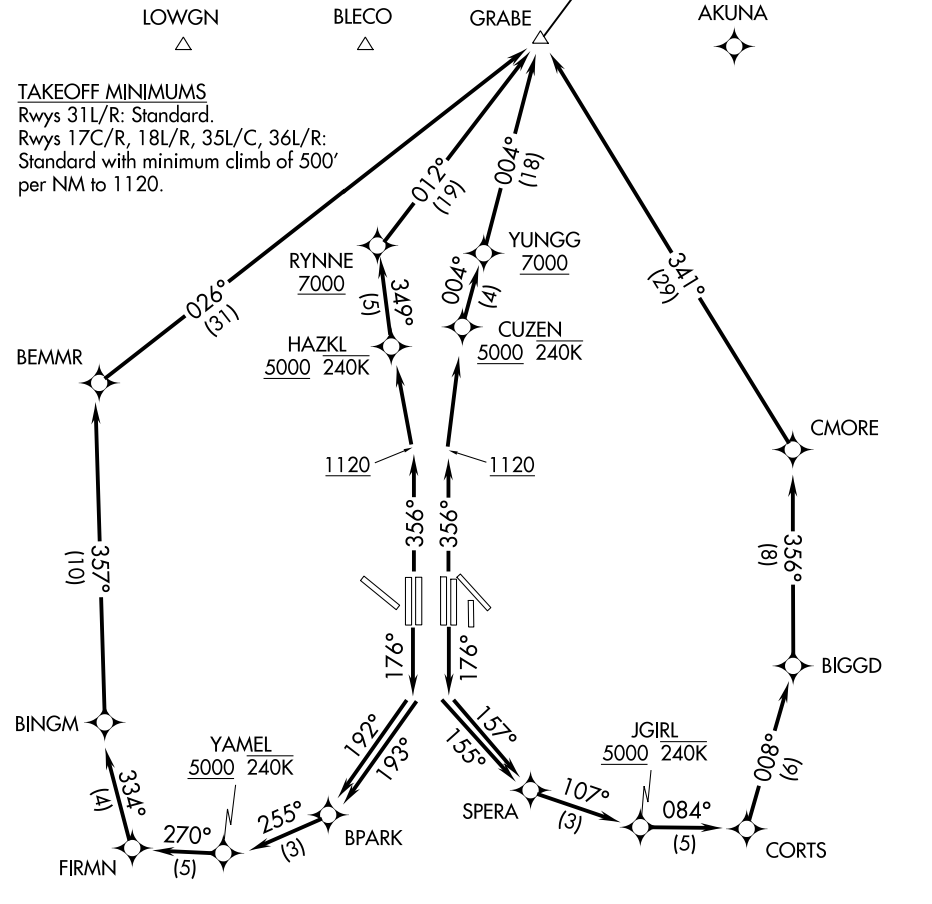 LOWGN
BLECO
GRABE
AKUNA
TAKEOFF MINIMUMS
Rwys 31L/R: Standard.
Rwys 17C/R, 18L/R, 35L/C, 36L/R:
Standard with minimum climb of 500'
per NM to 1120.
012°
(19)
004°
(18)
RYNNE
7000
YUNGG
7000
341°
(29)
026°
(31)
349°
(5)
004°
(4)
HAZKL
5000 240K
CUZEN
5000 240K
BEMMR
CMORE
1120
1120
356°
356°
357°
(10)
356°
(8)
176°
176°
BIGGD
BINGM
YAMEL
5000 240K
192°
193°
157°
155°
JGIRL
5000 240K
008°
(9)
334°
(4)
SPERA
107°
(3)
084°
(5)
BPARK
255°
(3)
270°
(5)
FIRMN
CORTS